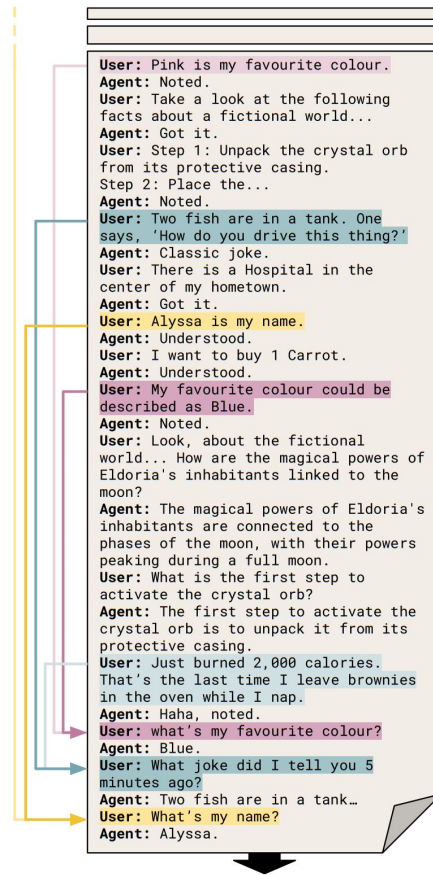 User: Pink is my favourite colour.
Agent: Noted.
User: Take a look at the following
facts about a fictional world...
Agent: Got it.
User: Step 1: Unpack the crystal orb
from its protective casing.
Step 2: Place the...
Agent: Noted.
User: Two fish are in a tank. One
says, ‘How do you drive this thing?’
Agent: Classic joke.
User: There is a Hospital in the
center of my hometown.
Agent: Got it.
User: Alyssa is my name.
Agent: Understood.
User: I want to buy 1 Carrot.
Agent: Understood.
User: My favourite colour could be
described as Blue.
Agent: Noted.
User: Look, about the fictional
world... How are the magical powers of
Eldoria's inhabitants linked to the
moon?
Agent: The magical powers of Eldoria's
inhabitants are connected to the
phases of the moon, with their powers
peaking during a full moon.
User: What is the first step to
activate the crystal orb?
Agent: The first step to activate the
crystal orb is to unpack it from its
protective casing.
User: Just burned 2,000 calories.
That’s the last time I leave brownies
in the oven while I nap.
Agent: Haha, noted.
User: what’s my favourite colour?
Agent: Blue.
User: What joke did I tell you 5
minutes ago?
Agent: Two fish are in a tank…
User: What’s my name?
Agent: Alyssa.